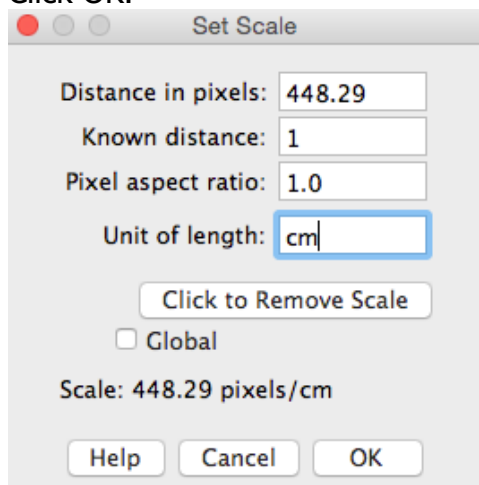 Click OK.
Set Scale
Distance in pixels: 448.29
Known distance: 1
Pixel aspect ratio: 1.0
Unit of length: cm
Click to Remove Scale
Global
Scale: 448.29 pixels/cm
Help Cancel OK